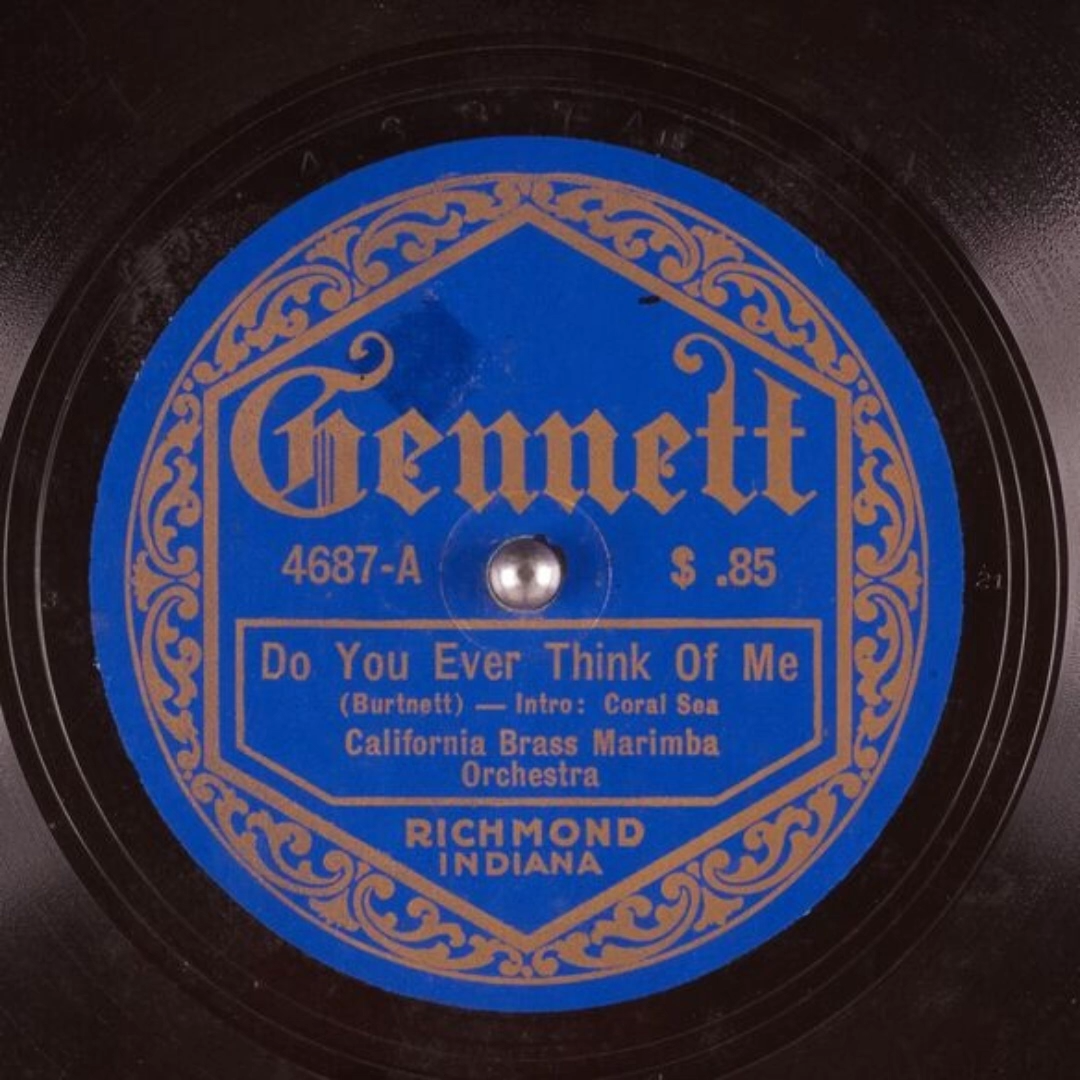 Gennett
4687-A $ .85
Do You Ever Think Of Me
(Burtnett) — Intro: Coral Sea
California Brass Marimba
Orchestra
RICHMOND
INDIANA
21